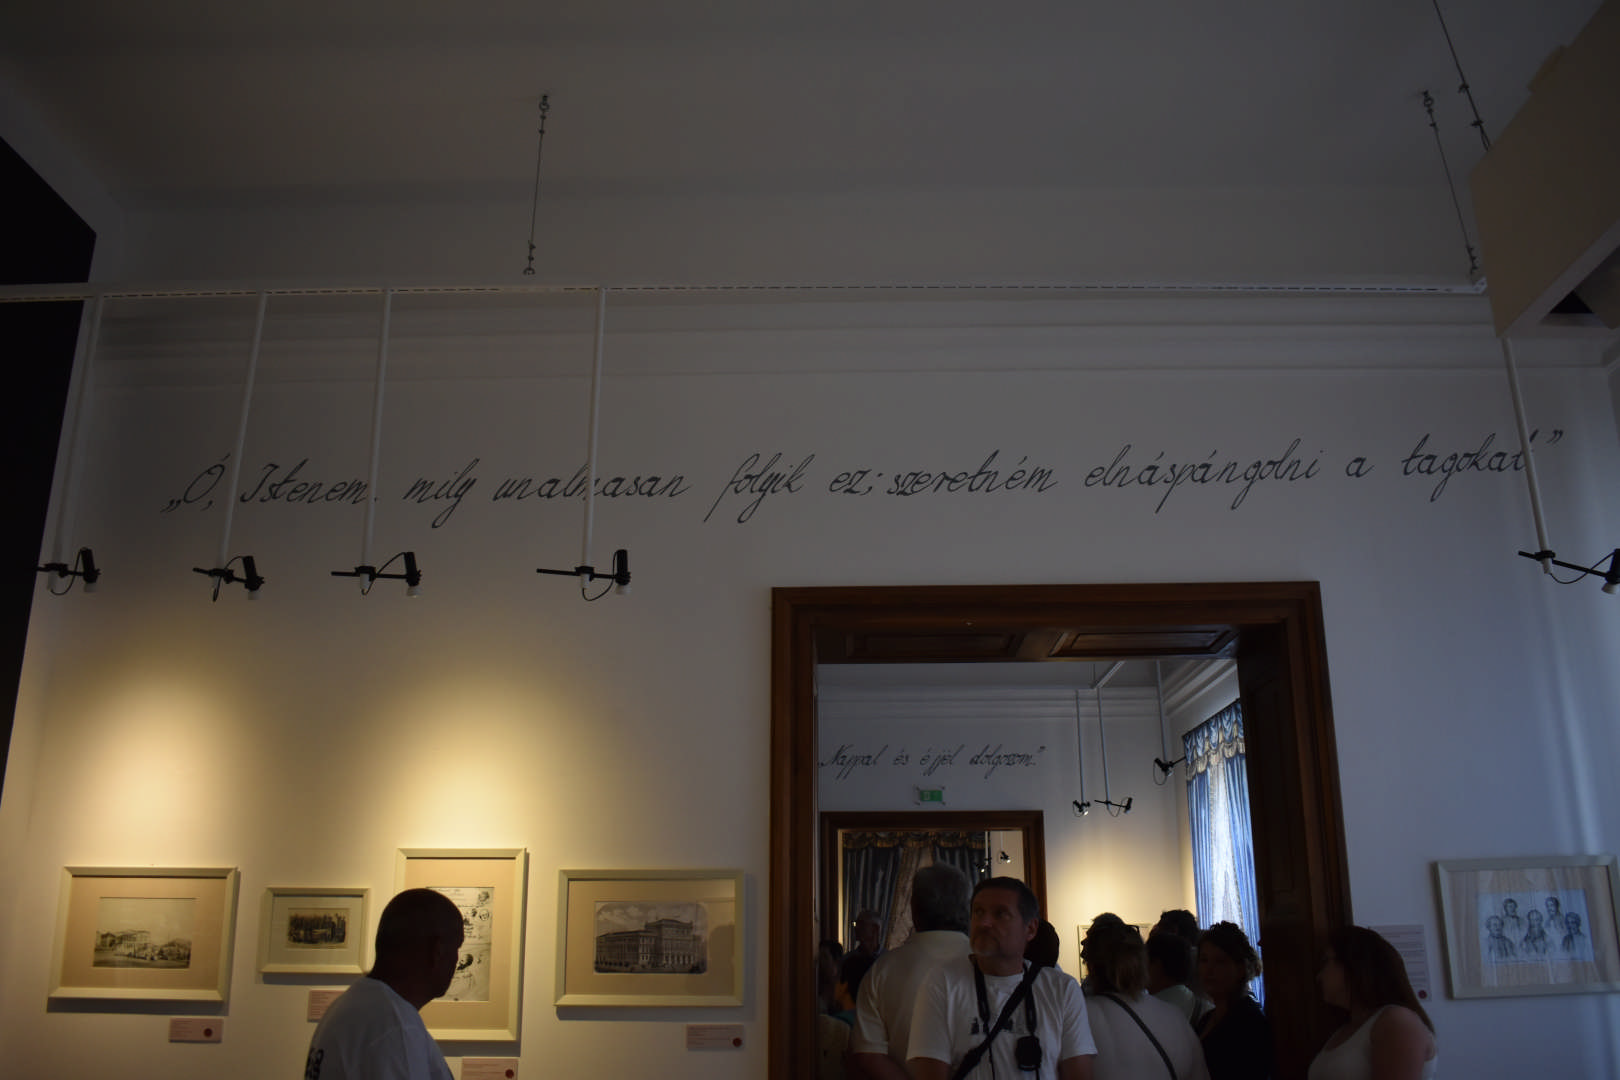 „Ó, Istenem, mily unalmasan folyik ez; szeretném elnáspángolni a tagokat!”
„Nappal és éjjel dolgozom.”